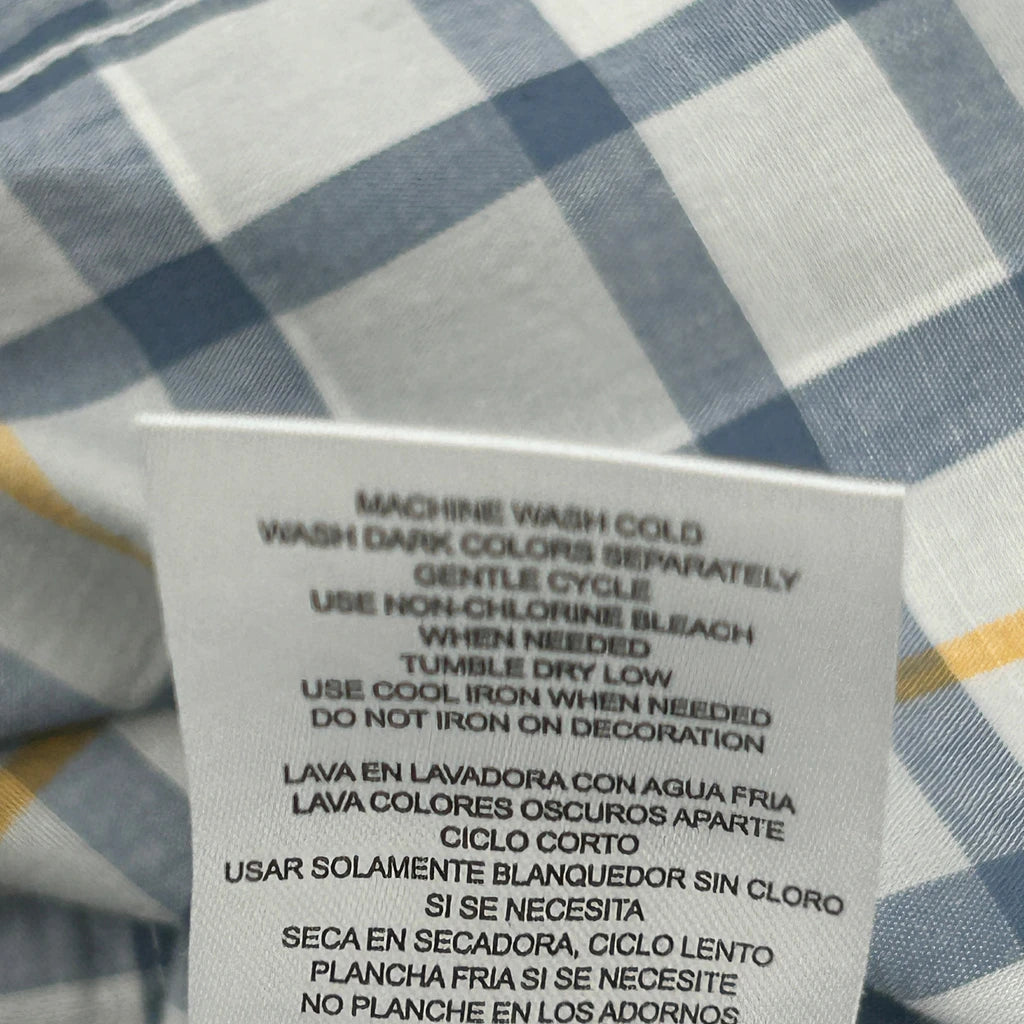 MACHINE WASH COLD
WASH DARK COLORS SEPARATELY
GENTLE CYCLE
USE NON-CHLORINE BLEACH
WHEN NEEDED
TUMBLE DRY LOW
USE COOL IRON WHEN NEEDED
DO NOT IRON ON DECORATION
LAVA EN LAVADORA CON AGUA FRIA
LAVA COLORES OSCUROS APARTE
CICLO CORTO
USAR SOLAMENTE BLANQUEDOR SIN CLORO
SI SE NECESITA
SECA EN SECADORA, CICLO LENTO
PLANCHA FRIA SI SE NECESITE
NO PLANCHE EN LOS ADORNOS